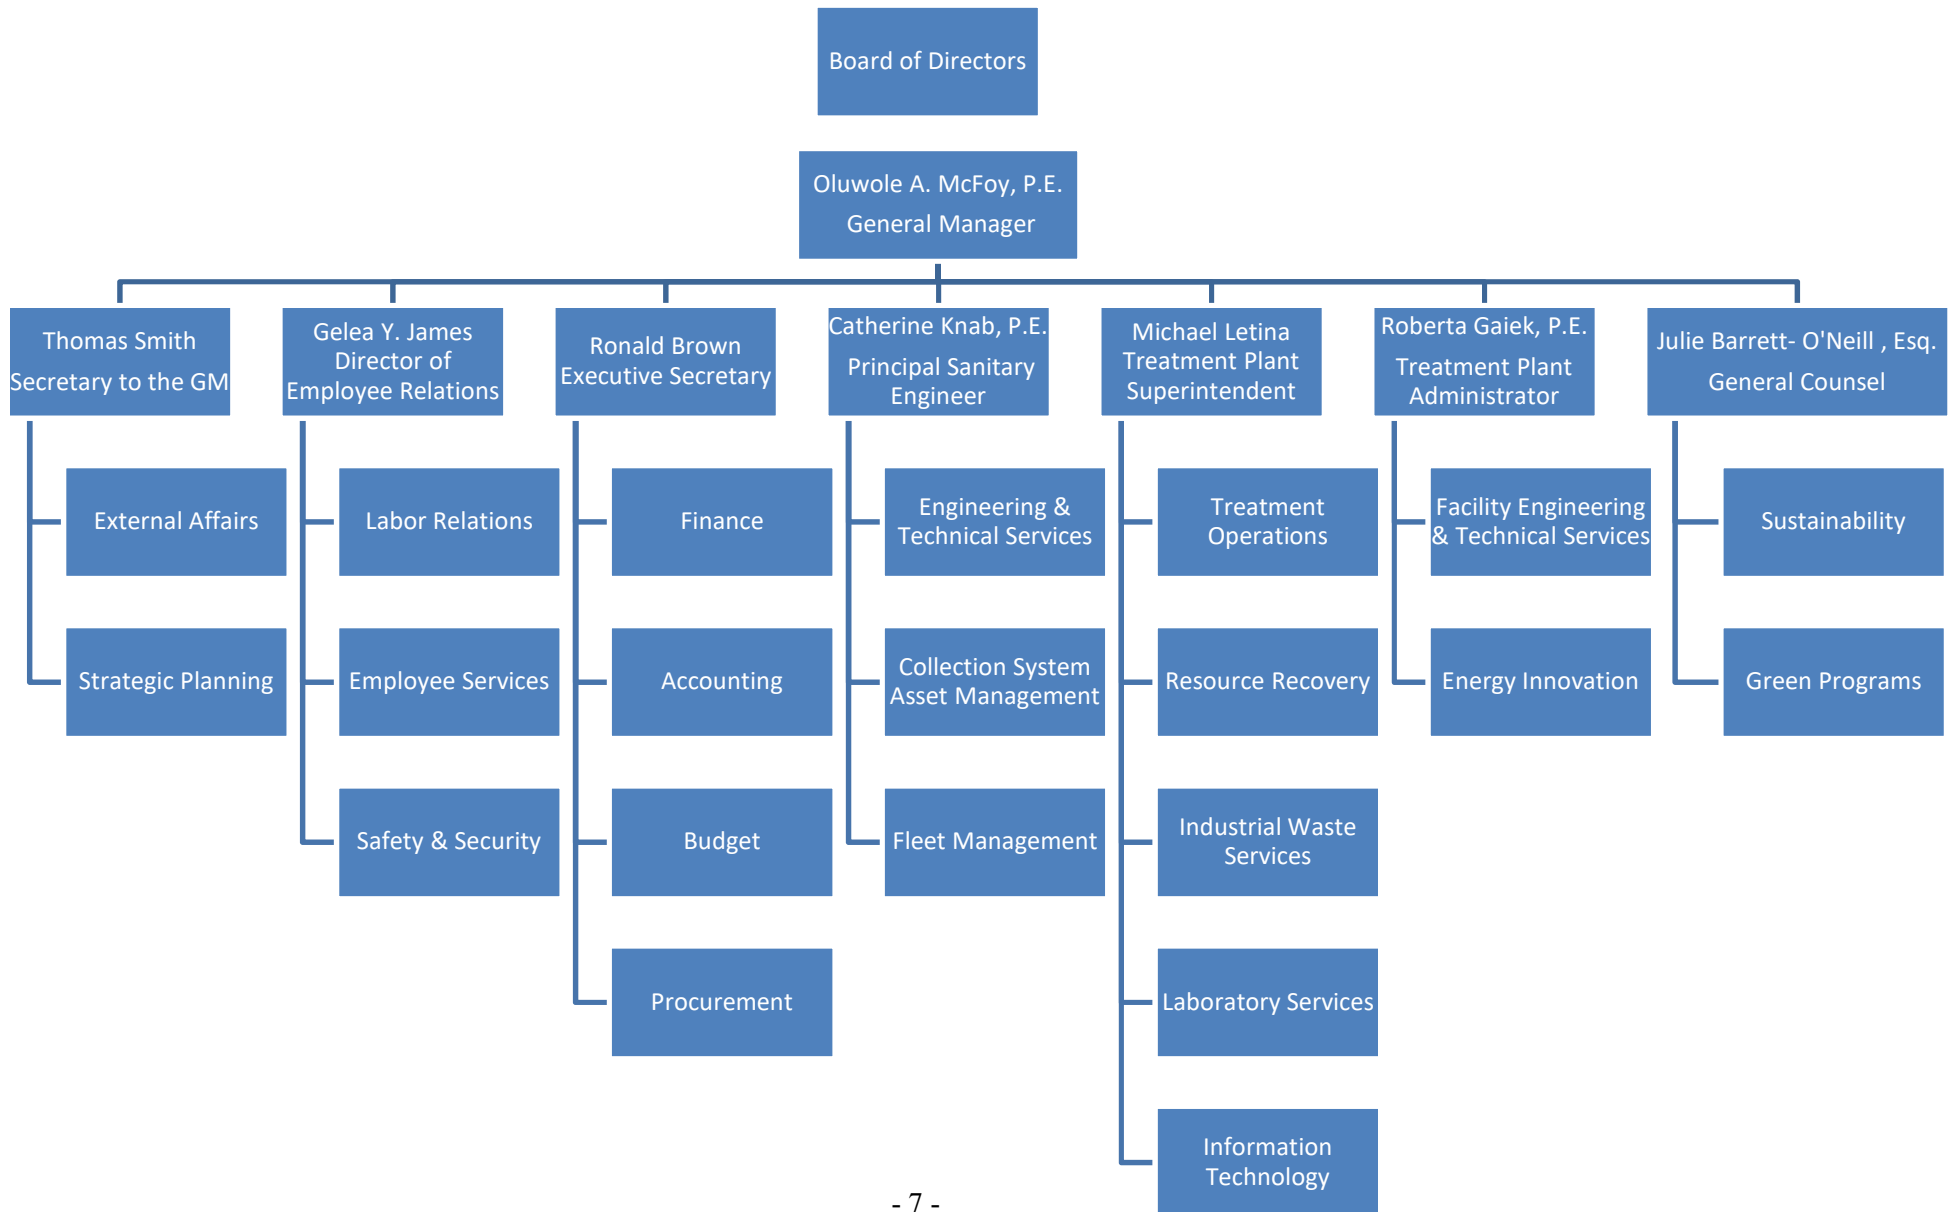 Board of Directors
Oluwole A. McFoy, P.E.
General Manager
Thomas Smith
Secretary to the GM
Gelea Y. James
Director of
Employee Relations
Ronald Brown
Executive Secretary
Catherine Knab, P.E.
Principal Sanitary
Engineer
Michael Letina
Treatment Plant
Superintendent
Roberta Gaiek, P.E.
Treatment Plant
Administrator
Julie Barrett- O'Neill , Esq.
General Counsel
External Affairs
Strategic Planning
Labor Relations
Employee Services
Safety & Security
Finance
Accounting
Budget
Procurement
Engineering &
Technical Services
Collection System
Asset Management
Fleet Management
Treatment
Operations
Resource Recovery
Industrial Waste
Services
Laboratory Services
Information
Technology
Facility Engineering
& Technical Services
Energy Innovation
Sustainability
Green Programs
- 7 -